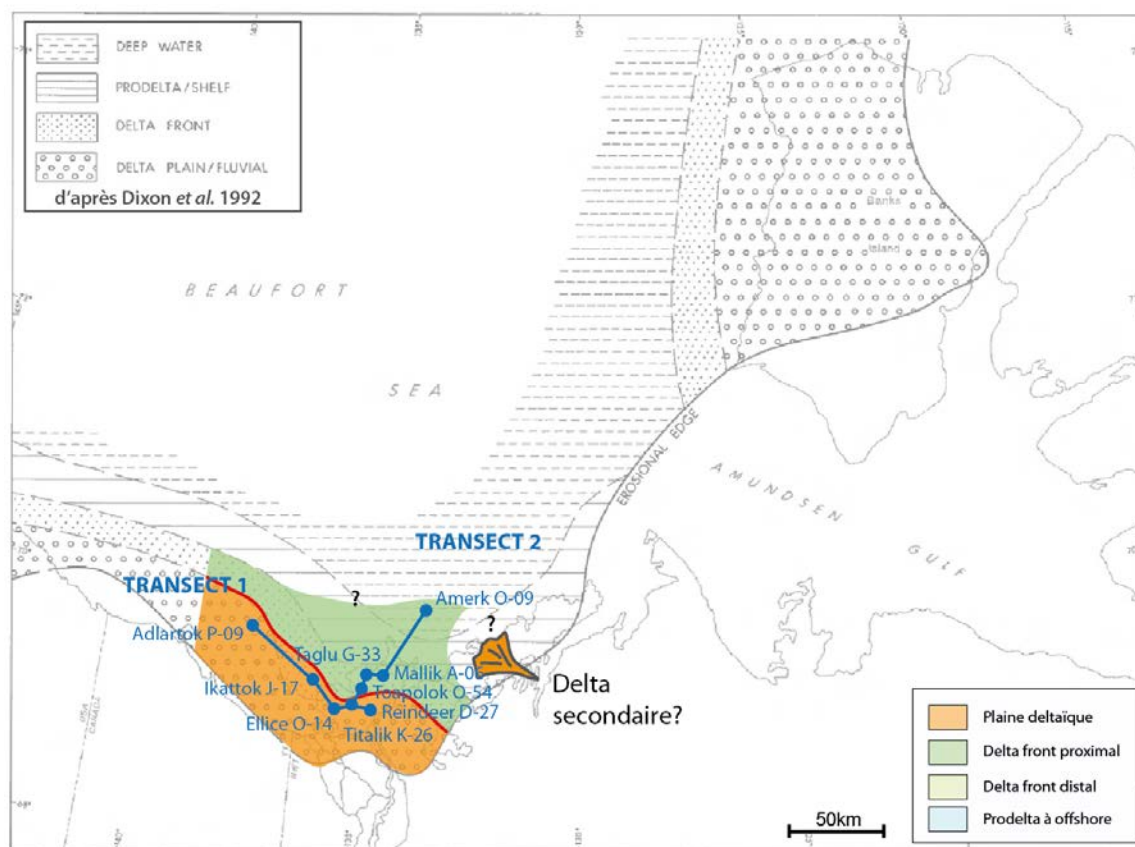 DEEP WATER
PRODELTA/SHELF
DELTA FRONT
DELTA PLAIN/FLUVIAL
d'après Dixon et al. 1992
Banks
Island
BEAUFORT
SEA
EROSIONAL EDGE
AMUNDSEN
GULF
TRANSECT 2
TRANSECT 1
?
Amerk O-09
?
Adlartok P-09
Taglu G-33
Mallik A-06
Ikattok J-17
Toapolok O-54
Reindeer D-27
Ellice O-14
Titalik K-26
Delta
secondaire?
CANADA
Plaine deltaïque
Delta front proximal
Delta front distal
Prodelta à offshore
50km